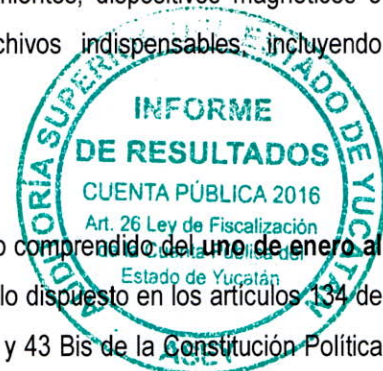 mientos, dispositivos magnéticos o
chivos indispensables, incluyendo
AUDITORÍA SUPERIOR DEL ESTADO DE YUCATÁN
INFORME
DE RESULTADOS
CUENTA PÚBLICA 2016
Art. 26 Ley de Fiscalización
de la Cuenta Pública del
Estado de Yucatán
ASEY
o comprendido del uno de enero al
lo dispuesto en los artículos 134 de
y 43 Bis de la Constitución Política